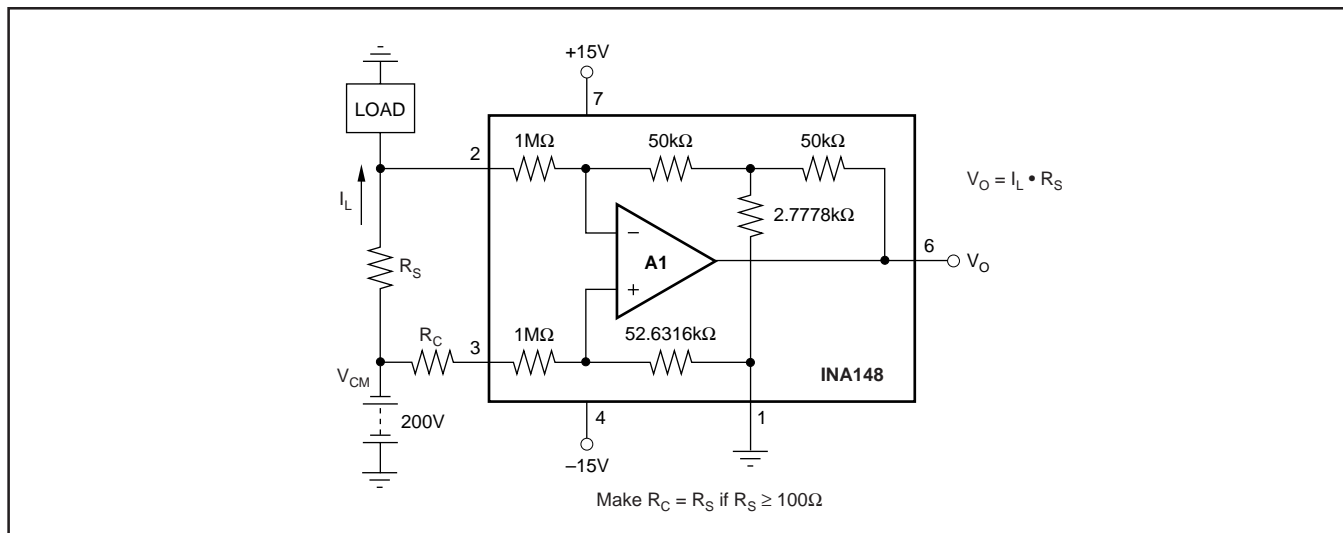 +15V
7
LOAD
1MΩ
50kΩ
50kΩ
2
V_O = I_L • R_S
I_L
2.7778kΩ
–
A1
6
V_O
R_S
+
R_C
3
1MΩ
52.6316kΩ
V_CM
INA148
200V
4
1
–15V
Make R_C = R_S if R_S ≥ 100Ω